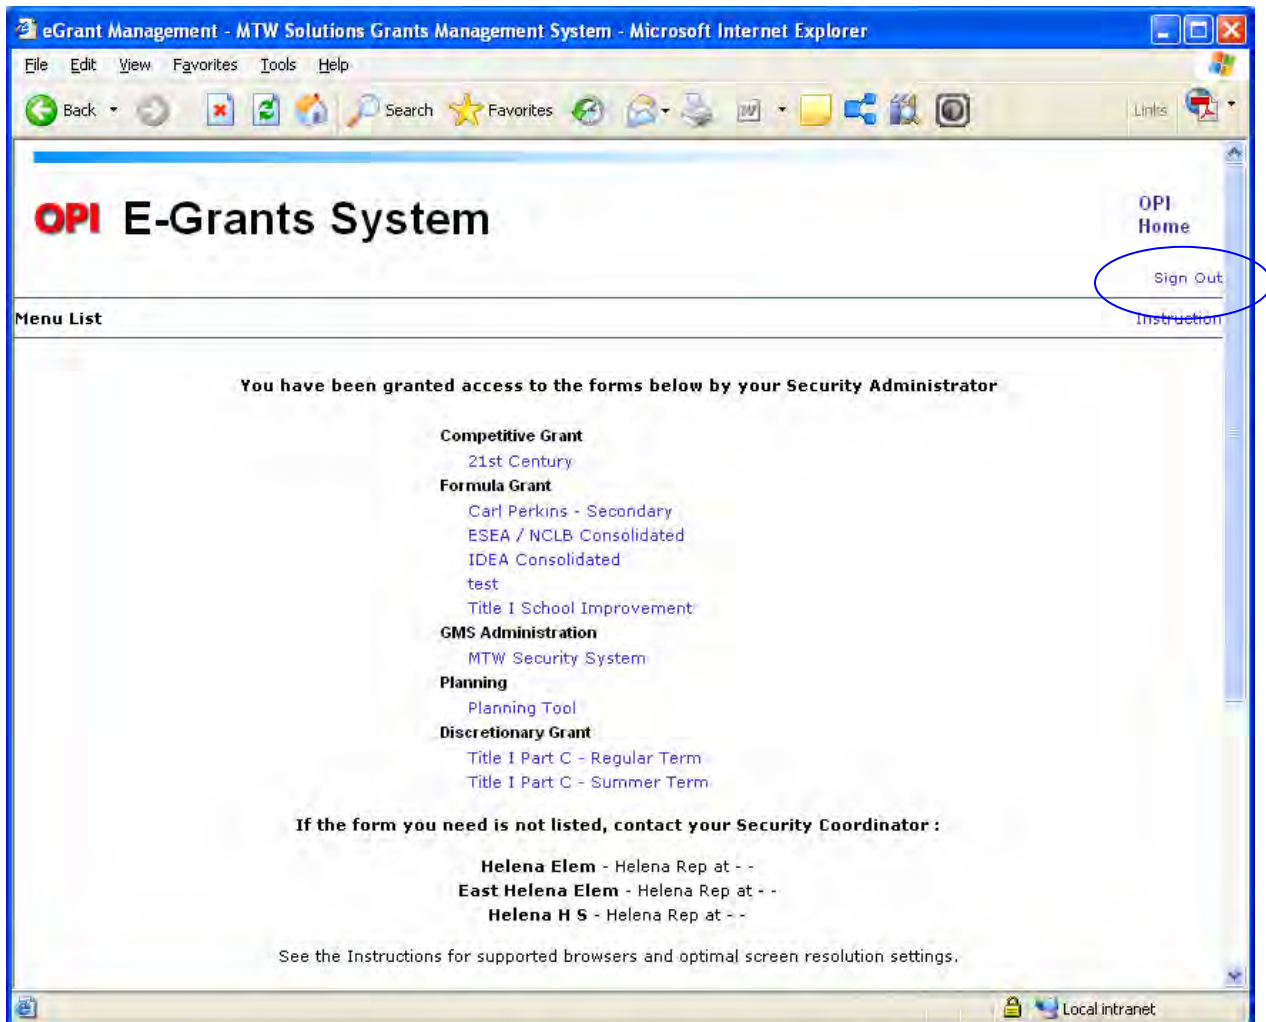 eGrant Management - MTW Solutions Grants Management System - Microsoft Internet Explorer
File Edit View Favorites Tools Help
Back Search Favorites Links
OPI E-Grants System
OPI
Home
Sign Out
Menu List Instruction
You have been granted access to the forms below by your Security Administrator
Competitive Grant
21st Century
Formula Grant
Carl Perkins - Secondary
ESEA / NCLB Consolidated
IDEA Consolidated
test
Title I School Improvement
GMS Administration
MTW Security System
Planning
Planning Tool
Discretionary Grant
Title I Part C - Regular Term
Title I Part C - Summer Term
If the form you need is not listed, contact your Security Coordinator :
Helena Elem - Helena Rep at - -
East Helena Elem - Helena Rep at - -
Helena H S - Helena Rep at - -
See the Instructions for supported browsers and optimal screen resolution settings.
Local intranet